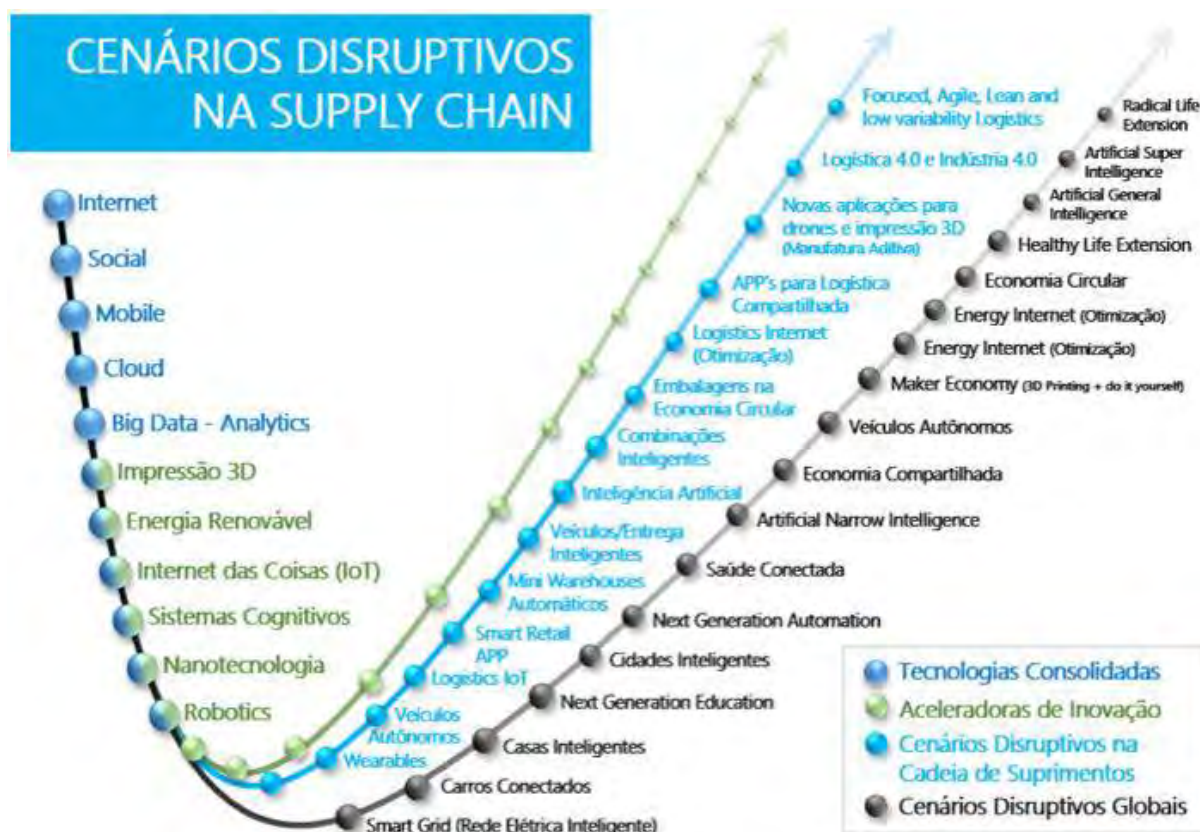 CENÁRIOS DISRUPTIVOS
NA SUPPLY CHAIN
Internet
Social
Mobile
Cloud
Big Data - Analytics
Impressão 3D
Energia Renovável
Internet das Coisas (IoT)
Sistemas Cognitivos
Nanotecnologia
Robotics
Focused, Agile, Lean and
low variability Logistics
Logística 4.0 e Indústria 4.0
Novas aplicações para
drones e impressão 3D
(Manufatura Aditiva)
APP's para Logística
Compartilhada
Logistics Internet
(Otimização)
Embalagens na
Economia Circular
Combinações
Inteligentes
Inteligência Artificial
Veículos/Entrega
Inteligentes
Mini Warehouses
Automáticos
Smart Retail
APP
Logistics IoT
Veículos
Autônomos
Wearables
Radical Life
Extension
Artificial Super
Intelligence
Artificial General
Intelligence
Healthy Life Extension
Economia Circular
Energy Internet (Otimização)
Energy Internet (Otimização)
Maker Economy (3D Printing + do it yourself)
Veículos Autônomos
Economia Compartilhada
Artificial Narrow Intelligence
Saúde Conectada
Next Generation Automation
Cidades Inteligentes
Next Generation Education
Casas Inteligentes
Carros Conectados
Smart Grid (Rede Elétrica Inteligente)
Tecnologias Consolidadas
Aceleradoras de Inovação
Cenários Disruptivos na
Cadeia de Suprimentos
Cenários Disruptivos Globais